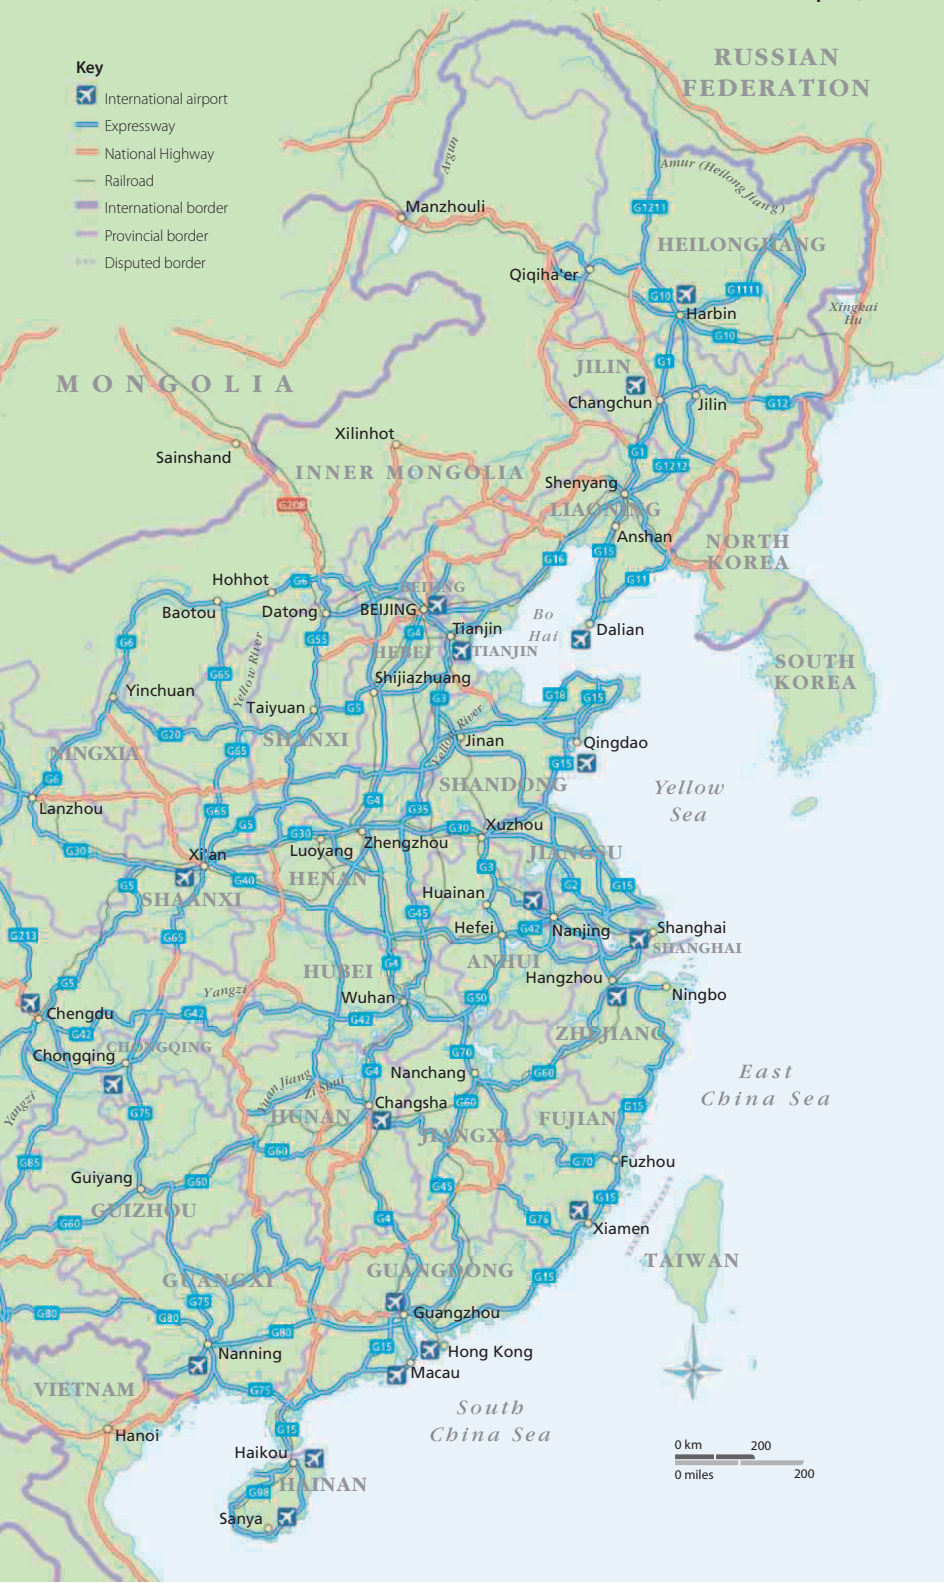 Key
International airport
Expressway
National Highway
Railroad
International border
Provincial border
Disputed border
RUSSIAN
FEDERATION
Argun
Amur (Heilong Jiang)
Manzhouli
G1211
HEILONGJIANG
Qiqiha'er
G10
G1111
Harbin
Xingkai
Hu
G10
JILIN
G1
MONGOLIA
Changchun
Jilin
G12
Xilinhot
Sainshand
G1
INNER MONGOLIA
G1212
Shenyang
G208
LIAONING
Anshan
NORTH
KOREA
G16
G15
G11
Hohhot
G6
BEIJING
Baotou
Datong
BEIJING
Bo
Hai
Dalian
Tianjin
G4
G6
G55
HEBEI
TIANJIN
Yellow River
SOUTH
KOREA
G65
Shijiazhuang
Yinchuan
G3
G18
G15
Taiyuan
G5
Yellow River
G20
SHANXI
Jinan
Qingdao
NINGXIA
G65
G15
G6
SHANDONG
Yellow
Sea
Lanzhou
G65
G4
G35
G5
G30
G30
Xuzhou
G30
Luoyang
Zhengzhou
Xi'an
JIANGSU
G5
G40
HENAN
G3
G2
G15
SHAANXI
Huainan
G45
G213
G65
Hefei
G42
Nanjing
Shanghai
SHANGHAI
ANHUI
G4
HUBEI
Hangzhou
G5
Yangzi
Wuhan
G50
Ningbo
Chengdu
G42
G42
G42
ZHEJIANG
CHONGQING
Chongqing
G70
G4
Nanchang
G60
East
China Sea
Yuan Jiang
Zi Shui
Yangzi
G75
Changsha
G60
G15
HUNAN
FUJIAN
JIANGXI
G60
G85
G70
Fuzhou
Guiyang
G60
G45
G15
GUIZHOU
G60
G4
G76
Xiamen
TAIWAN
GUANGXI
GUANGDONG
G15
G75
G80
G80
Guangzhou
G80
G15
Nanning
Hong Kong
Macau
VIETNAM
G75
South
China Sea
G15
Hanoi
Haikou
0 km 200
0 miles 200
HAINAN
G98
Sanya